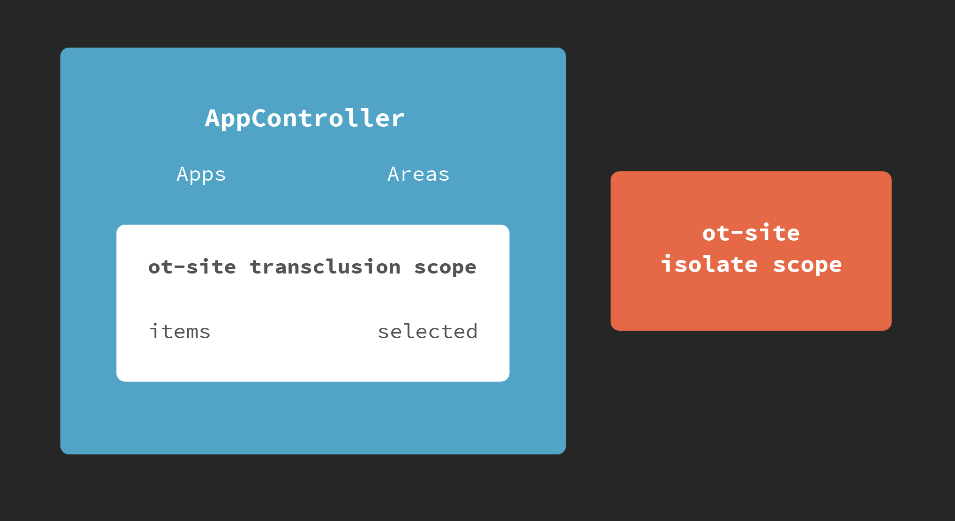 AppController
Apps Areas
ot-site transclusion scope
items selected
ot-site
isolate scope